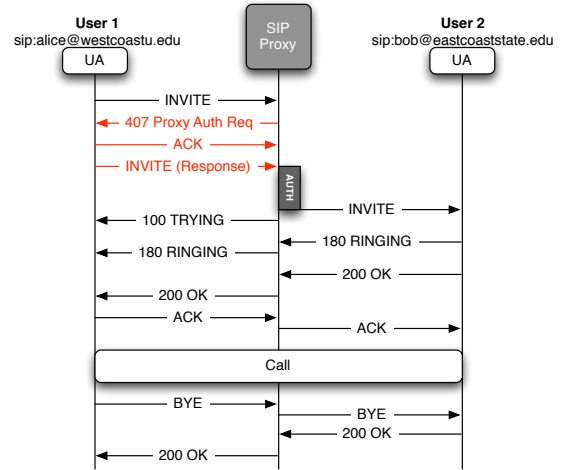 User 1
sip:alice@westcoastu.edu
UA
SIP
Proxy
User 2
sip:bob@eastcoaststate.edu
UA
INVITE
407 Proxy Auth Req
ACK
INVITE (Response)
AUTH
INVITE
100 TRYING
180 RINGING
180 RINGING
200 OK
200 OK
ACK
ACK
Call
BYE
BYE
200 OK
200 OK